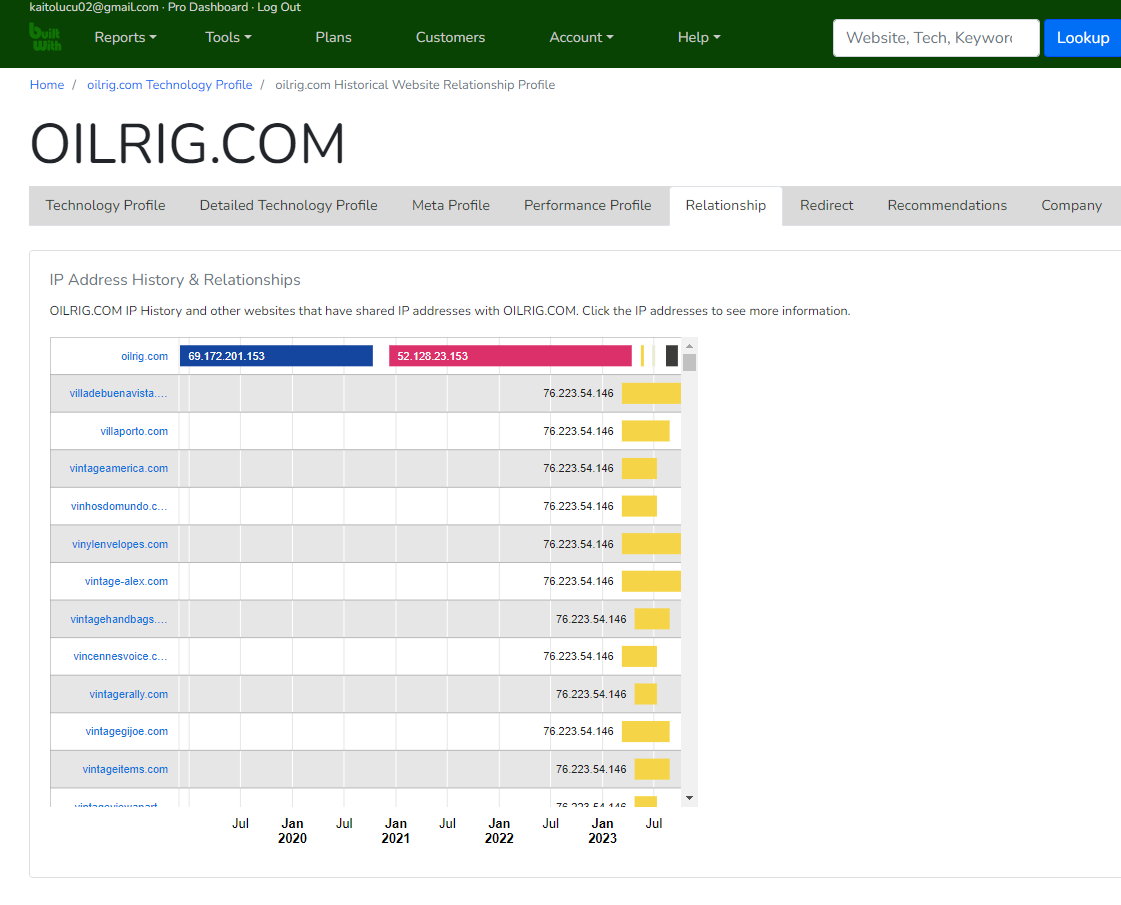 kaitolucu02@gmail.com · Pro Dashboard · Log Out
built With
Reports Tools Plans Customers Account Help Website, Tech, Keyword Lookup
Home / oilrig.com Technology Profile / oilrig.com Historical Website Relationship Profile
OILRIG.COM
Technology Profile Detailed Technology Profile Meta Profile Performance Profile Relationship Redirect Recommendations Company
IP Address History & Relationships
OILRIG.COM IP History and other websites that have shared IP addresses with OILRIG.COM. Click the IP addresses to see more information.
oilrig.com 69.172.201.153 52.128.23.153
villadebuenavista.... 76.223.54.146
villaporto.com 76.223.54.146
vintageamerica.com 76.223.54.146
vinhosdomundo.c... 76.223.54.146
vinylenvelopes.com 76.223.54.146
vintage-alex.com 76.223.54.146
vintagehandbags.... 76.223.54.146
vincennesvoice.c... 76.223.54.146
vintagerally.com 76.223.54.146
vintagegijoe.com 76.223.54.146
vintageitems.com 76.223.54.146
76.223.54.146
Jul Jan Jul Jan Jul Jan Jul Jan Jul
2020 2021 2022 2023